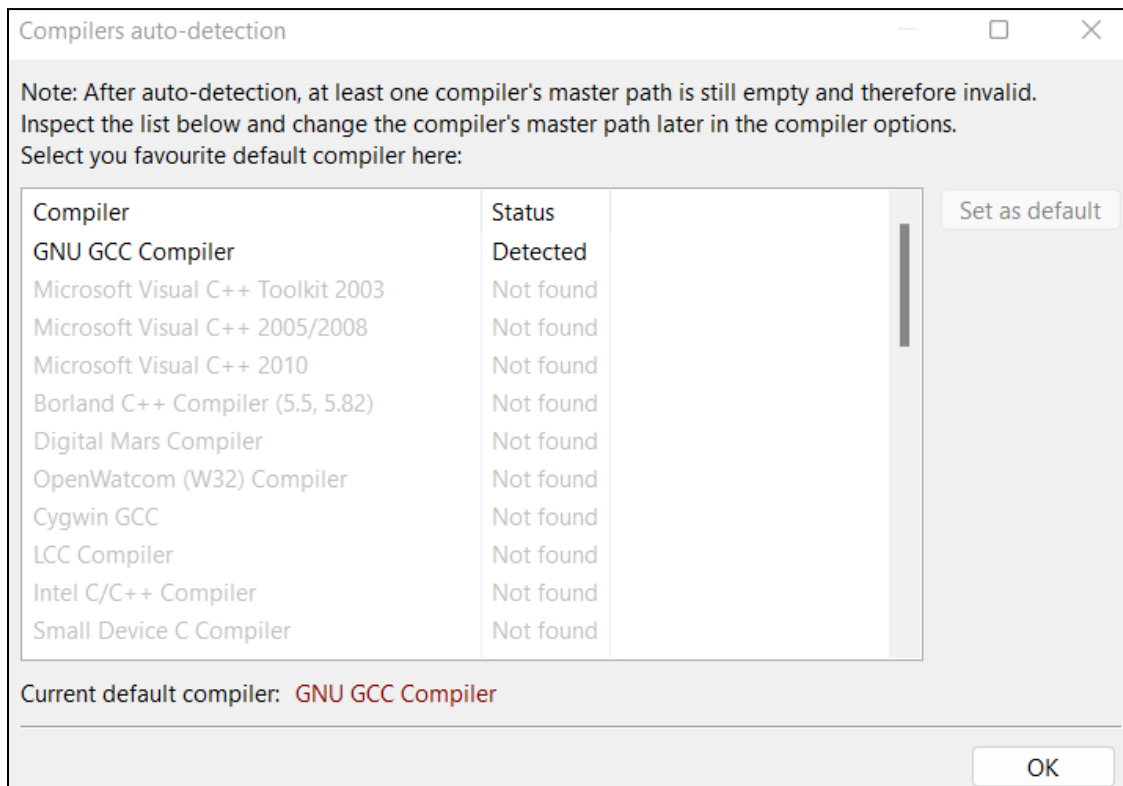 Compilers auto-detection
Note: After auto-detection, at least one compiler's master path is still empty and therefore invalid.
Inspect the list below and change the compiler's master path later in the compiler options.
Select you favourite default compiler here:
Compiler Status
Set as default
GNU GCC Compiler Detected
Microsoft Visual C++ Toolkit 2003 Not found
Microsoft Visual C++ 2005/2008 Not found
Microsoft Visual C++ 2010 Not found
Borland C++ Compiler (5.5, 5.82) Not found
Digital Mars Compiler Not found
OpenWatcom (W32) Compiler Not found
Cygwin GCC Not found
LCC Compiler Not found
Intel C/C++ Compiler Not found
Small Device C Compiler Not found
Current default compiler: GNU GCC Compiler
OK